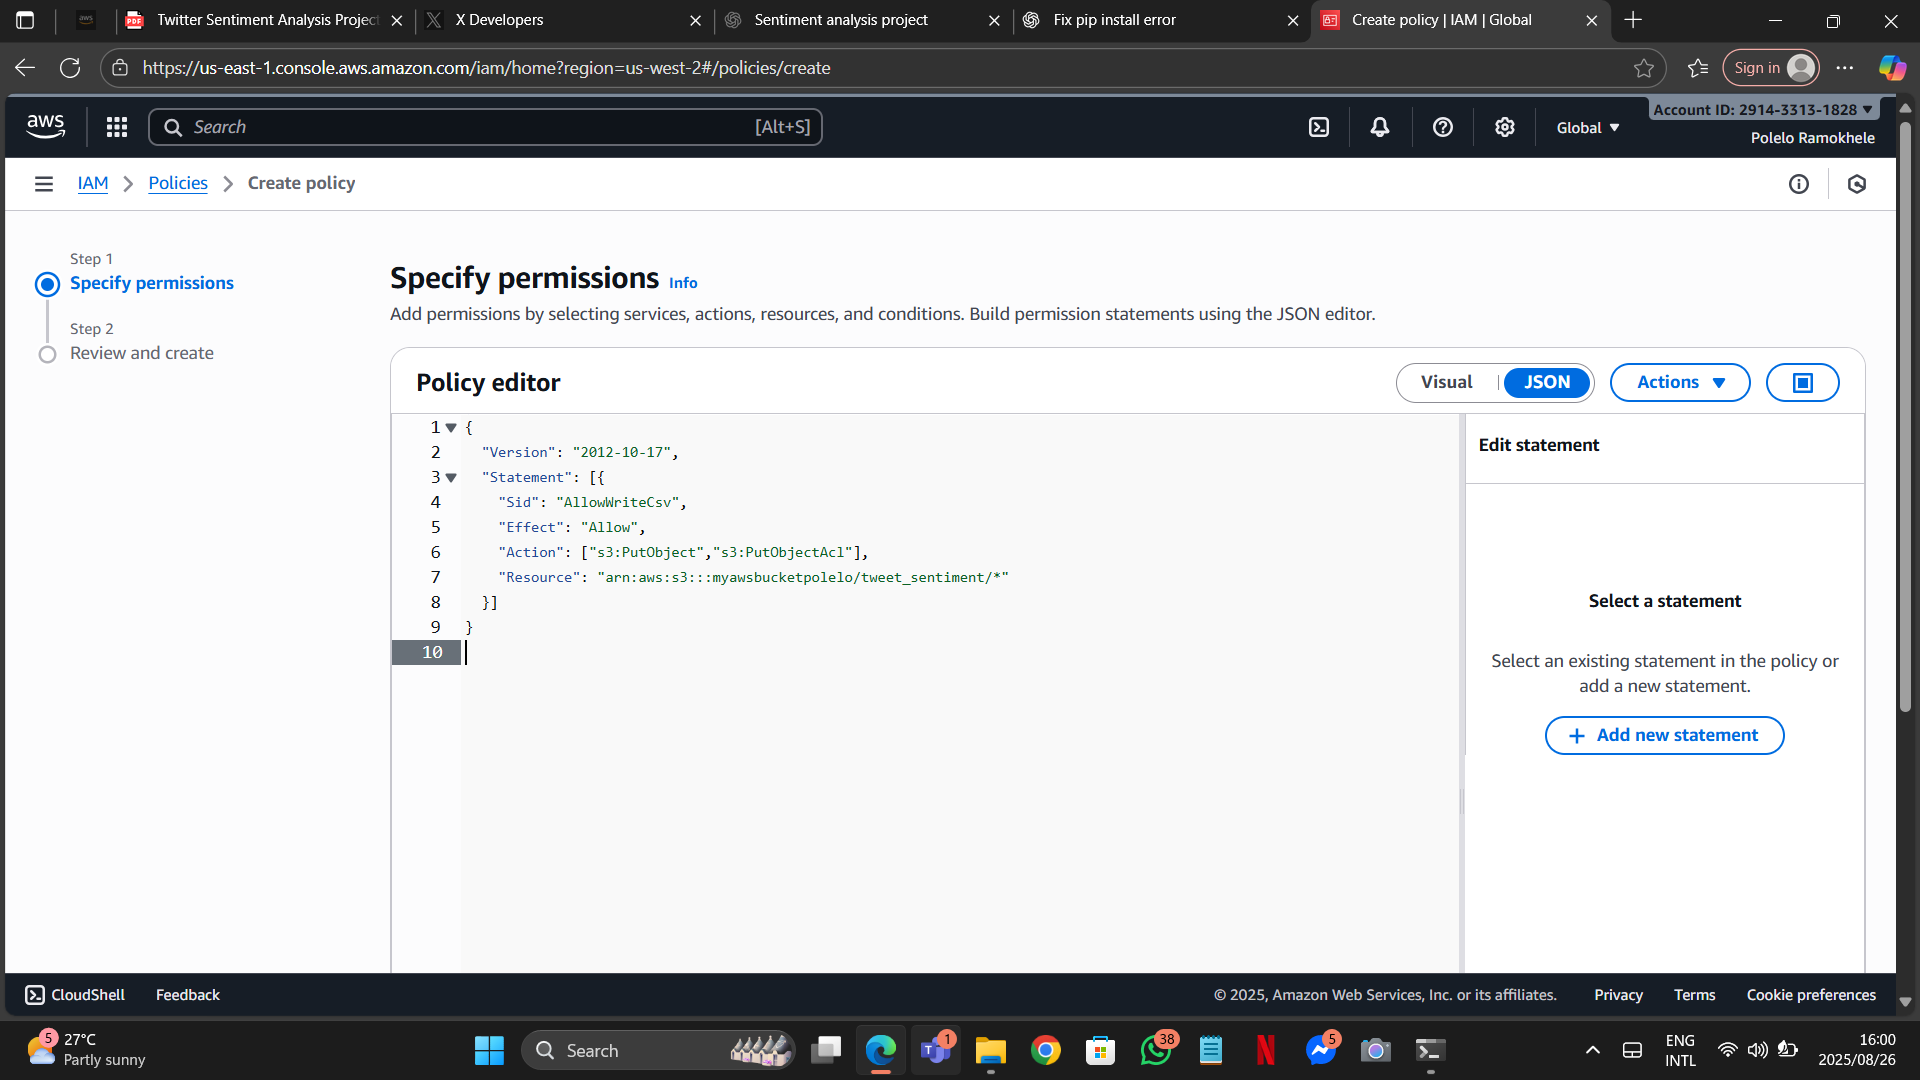 Twitter Sentiment Analysis Project
X Developers
Sentiment analysis project
Fix pip install error
Create policy | IAM | Global
https://us-east-1.console.aws.amazon.com/iam/home?region=us-west-2#/policies/create
Sign in
aws
Search
[Alt+S]
Global
Account ID: 2914-3313-1828
Polelo Ramokhele
IAM
Policies
Create policy
Step 1
Specify permissions
Step 2
Review and create
Specify permissions Info
Add permissions by selecting services, actions, resources, and conditions. Build permission statements using the JSON editor.
Policy editor
Visual
JSON
Actions
1 {
2 "Version": "2012-10-17",
3 "Statement": [{
4 "Sid": "AllowWriteCsv",
5 "Effect": "Allow",
6 "Action": ["s3:PutObject","s3:PutObjectAcl"],
7 "Resource": "arn:aws:s3:::myawsbucketpolelo/tweet_sentiment/*"
8 }]
9 }
10
Edit statement
Select a statement
Select an existing statement in the policy or
add a new statement.
+ Add new statement
CloudShell
Feedback
© 2025, Amazon Web Services, Inc. or its affiliates.
Privacy
Terms
Cookie preferences
5
27°C
Partly sunny
Search
1
38
5
ENG
INTL
16:00
2025/08/26